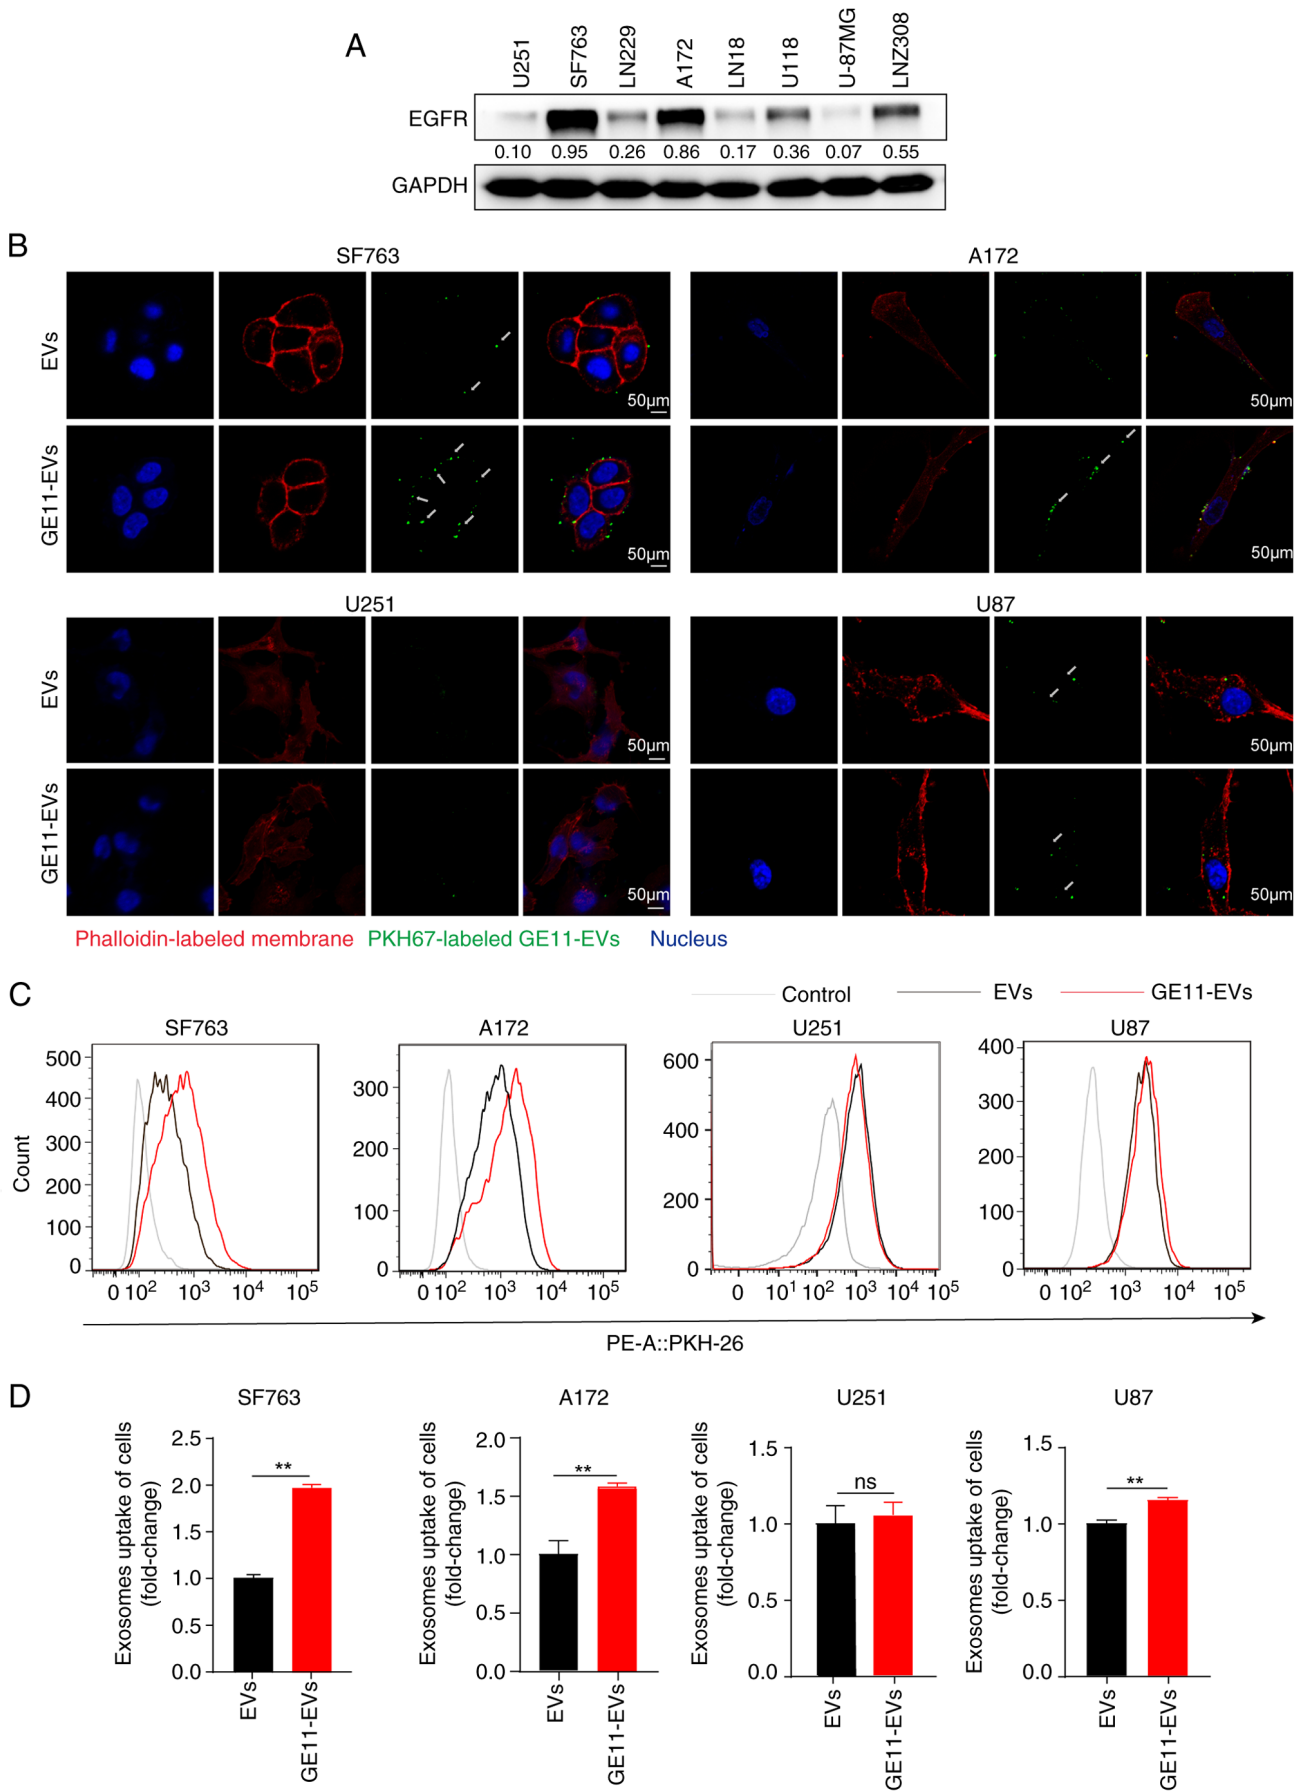 A
U251 SF763 LN229 A172 LN18 U118 U-87MG LNZ308
EGFR
0.10 0.95 0.26 0.86 0.17 0.36 0.07 0.55
GAPDH
B
SF763 A172
EVs
50µm 50µm
GE11-EVs
50µm 50µm
U251 U87
EVs
50µm 50µm
GE11-EVs
50µm 50µm
Phalloidin-labeled membrane PKH67-labeled GE11-EVs Nucleus
C
Control EVs GE11-EVs
SF763 A172 U251 U87
Count
500
400
300
200
100
0
0 10² 10³ 10⁴ 10⁵
300
200
100
0
0 10² 10³ 10⁴ 10⁵
600
400
200
0
0 10¹ 10² 10³ 10⁴ 10⁵
400
300
200
100
0
0 10² 10³ 10⁴ 10⁵
PE-A::PKH-26
D
SF763
Exosomes uptake of cells
(fold-change)
2.5
2.0
1.5
1.0
0.5
0.0
**
EVs
GE11-EVs
A172
Exosomes uptake of cells
(fold-change)
2.0
1.5
1.0
0.5
0.0
**
EVs
GE11-EVs
U251
Exosomes uptake of cells
(fold-change)
1.5
1.0
0.5
0.0
ns
EVs
GE11-EVs
U87
Exosomes uptake of cells
(fold-change)
1.5
1.0
0.5
0.0
**
EVs
GE11-EVs